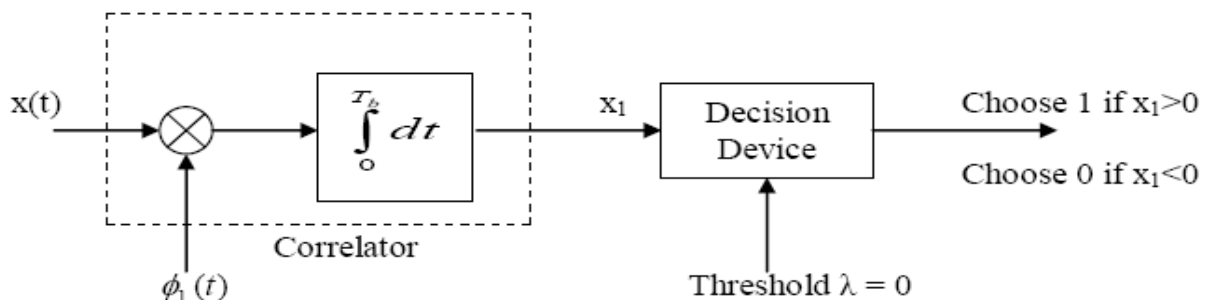 x(t)
T_b
∫ dt
0
x₁
Decision
Device
Choose 1 if x₁>0
Choose 0 if x₁<0
Correlator
ϕ₁(t)
Threshold λ = 0